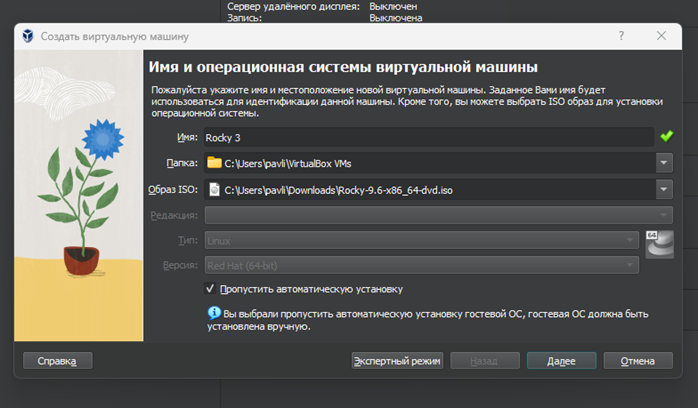 Сервер удалённого дисплея: Выключен
Запись: Выключена
Создать виртуальную машину
Имя и операционная системы виртуальной машины
Пожалуйста укажите имя и местоположение новой виртуальной машины. Заданное Вами имя будет
использоваться для идентификации данной машины. Кроме того, вы можете выбрать ISO образ для установки
операционной системы.
Имя: Rocky 3
Папка: C:\Users\pavli\VirtualBox VMs
Образ ISO: C:\Users\pavli\Downloads\Rocky-9.6-x86_64-dvd.iso
Редакция:
Тип: Linux
64
Версия: Red Hat (64-bit)
Пропустить автоматическую установку
Вы выбрали пропустить автоматическую установку гостевой ОС, гостевая ОС должна быть
установлена вручную.
Справка Экспертный режим Назад Далее Отмена